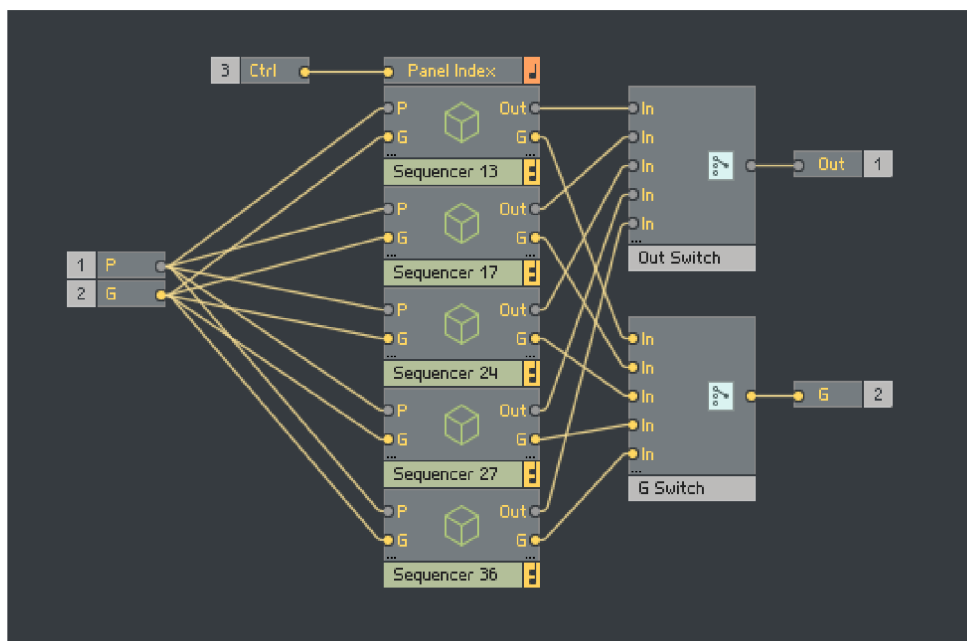 3 Ctrl
Panel Index
P Out
G G
...  ...
Sequencer 13
P Out
G G
...  ...
Sequencer 17
P Out
G G
...  ...
Sequencer 24
P Out
G G
...  ...
Sequencer 27
P Out
G G
...  ...
Sequencer 36
1 P
2 G
In
In
In
In
In
...
Out Switch
In
In
In
In
In
...
G Switch
Out 1
G 2